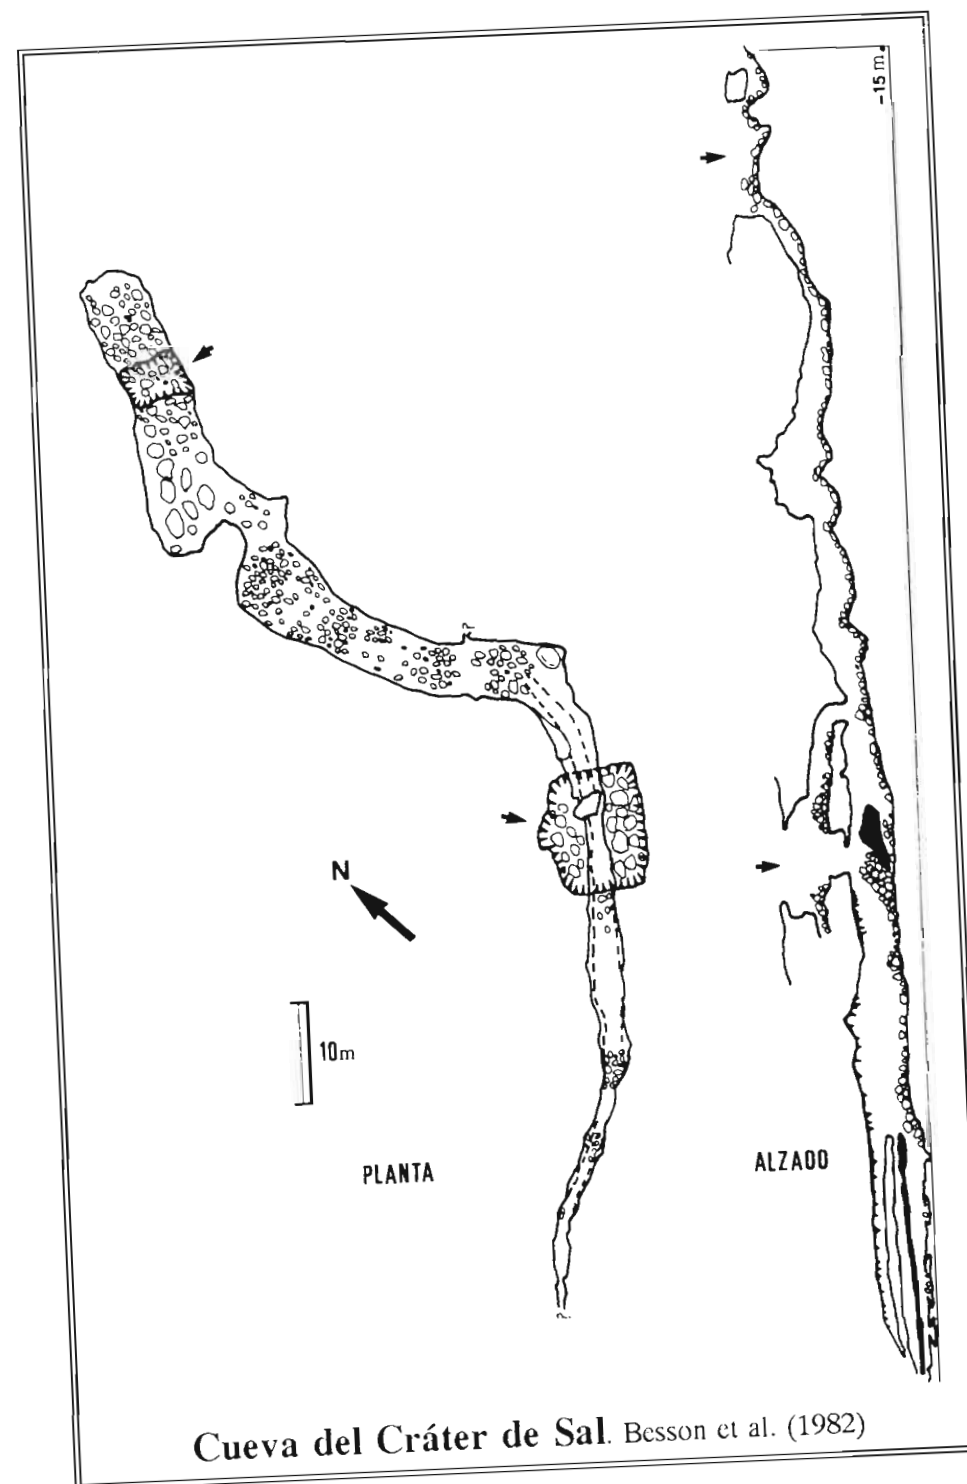 -15 m.
?
N
10m
PLANTA
ALZADO
?
Cueva del Cráter de Sal. Besson et al. (1982)